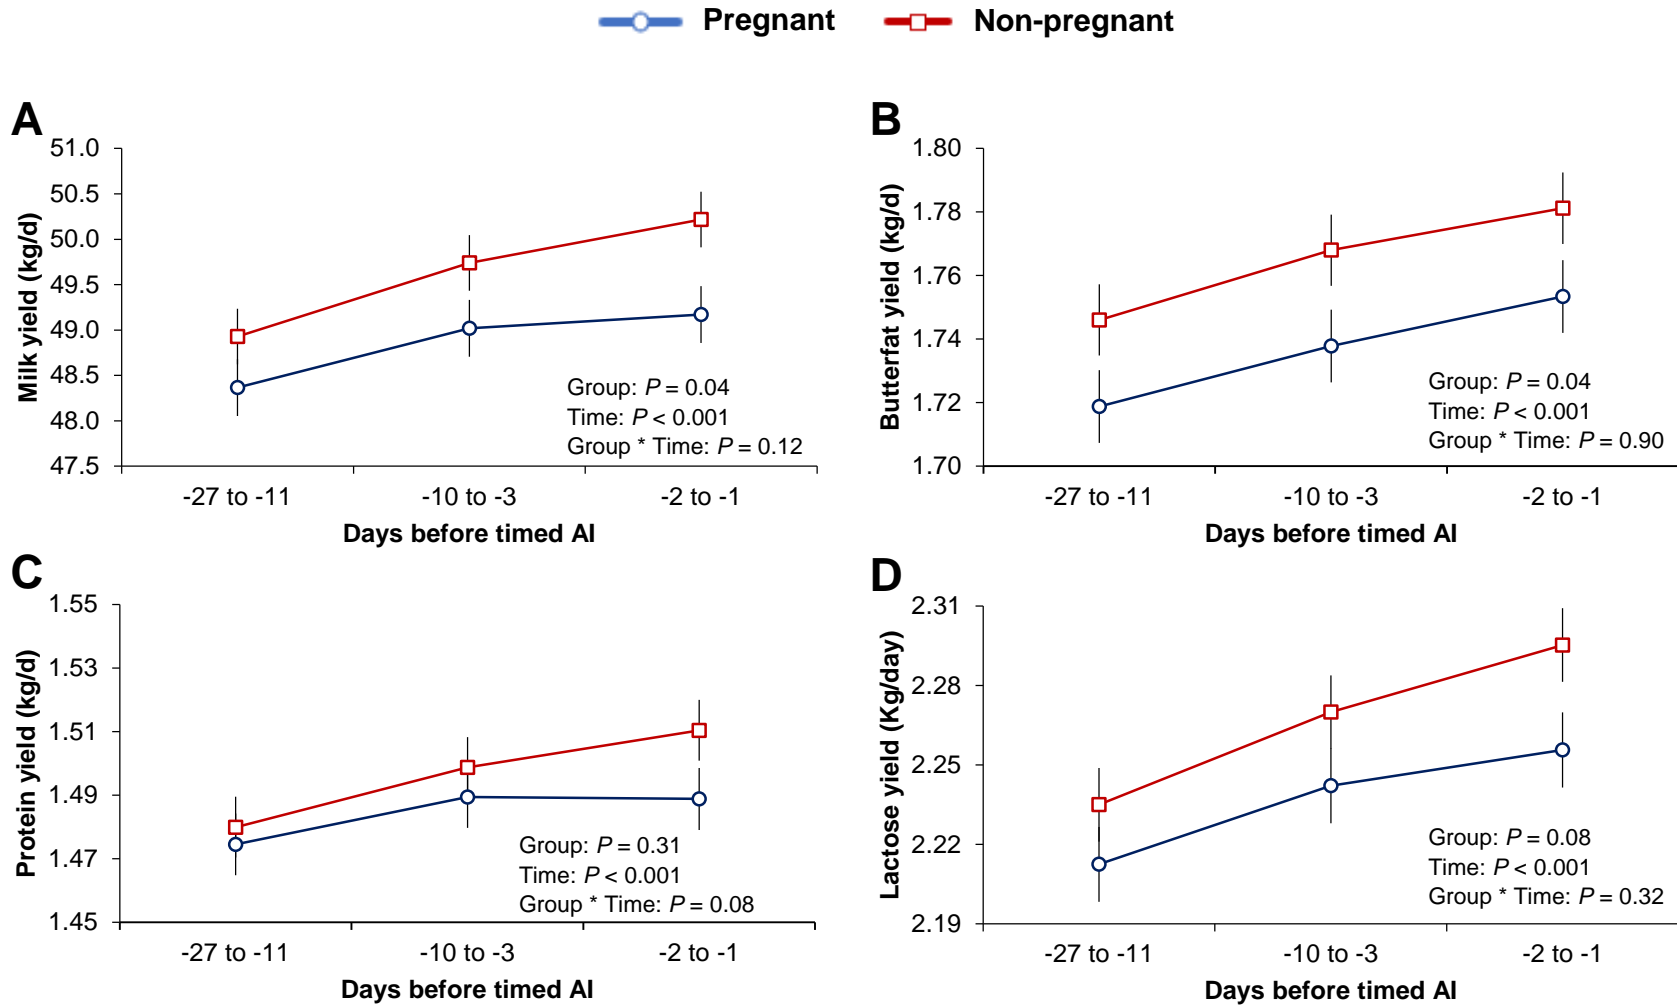 Pregnant
Non-pregnant
A
51.0
50.5
50.0
49.5
49.0
48.5
48.0
47.5
Milk yield (kg/d)
Group: P = 0.04
Time: P < 0.001
Group * Time: P = 0.12
-27 to -11
-10 to -3
-2 to -1
Days before timed AI
B
1.80
1.78
1.76
1.74
1.72
1.70
Butterfat yield (kg/d)
Group: P = 0.04
Time: P < 0.001
Group * Time: P = 0.90
-27 to -11
-10 to -3
-2 to -1
Days before timed AI
C
1.55
1.53
1.51
1.49
1.47
1.45
Protein yield (kg/d)
Group: P = 0.31
Time: P < 0.001
Group * Time: P = 0.08
-27 to -11
-10 to -3
-2 to -1
Days before timed AI
D
2.31
2.28
2.25
2.22
2.19
Lactose yield (Kg/day)
Group: P = 0.08
Time: P < 0.001
Group * Time: P = 0.32
-27 to -11
-10 to -3
-2 to -1
Days before timed AI